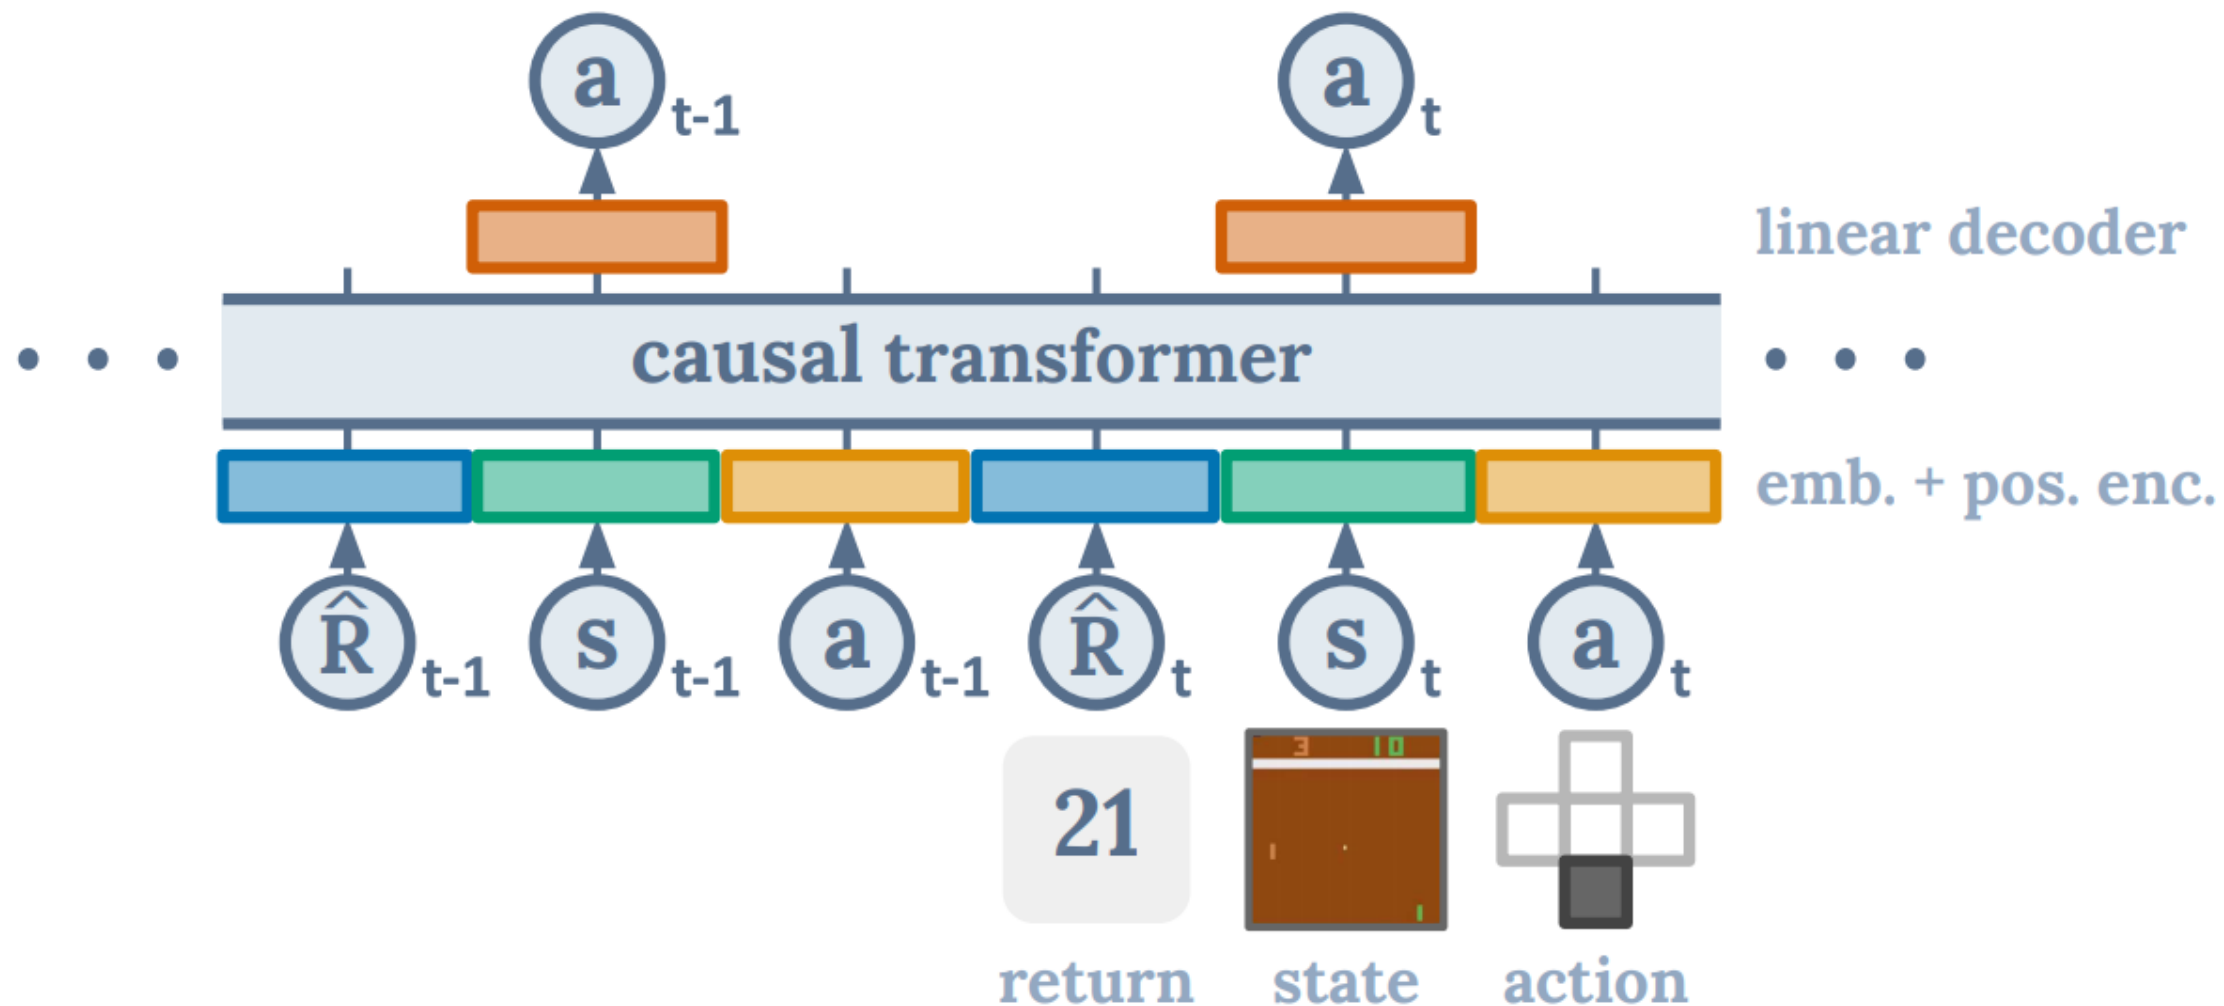 a t-1 a t
linear decoder
• • • causal transformer • • •
emb. + pos. enc.
R̂ t-1 s t-1 a t-1 R̂ t s t a t
3 10
21
return state action